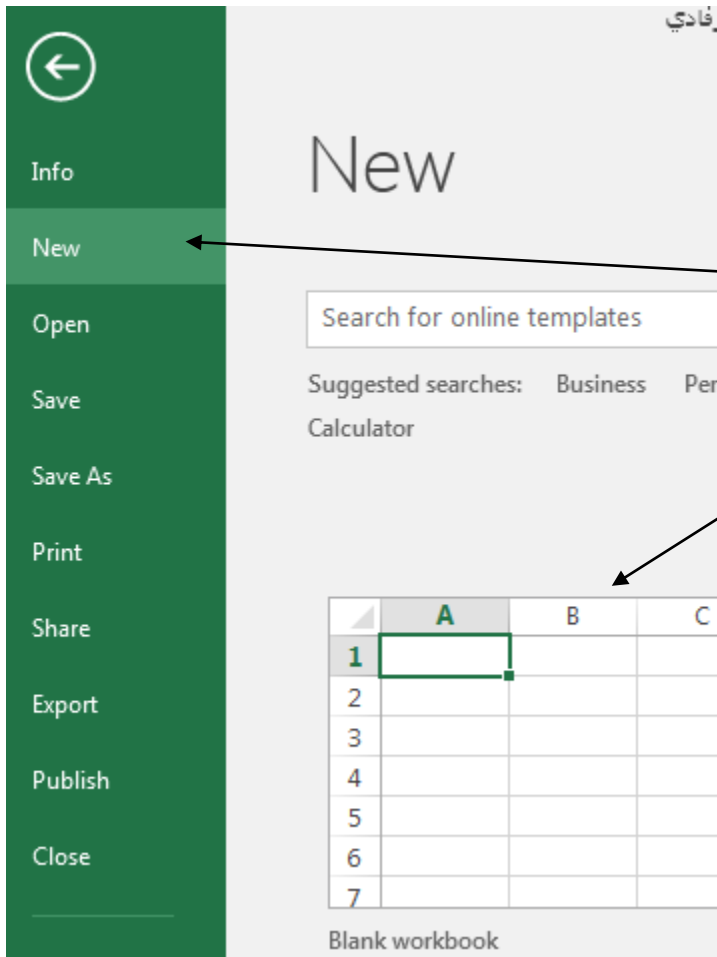 Info
New
Open
Save
Save As
Print
Share
Export
Publish
Close
New
Search for online templates
Suggested searches: Business
Calculator
A B C
1
2
3
4
5
6
7
Blank workbook